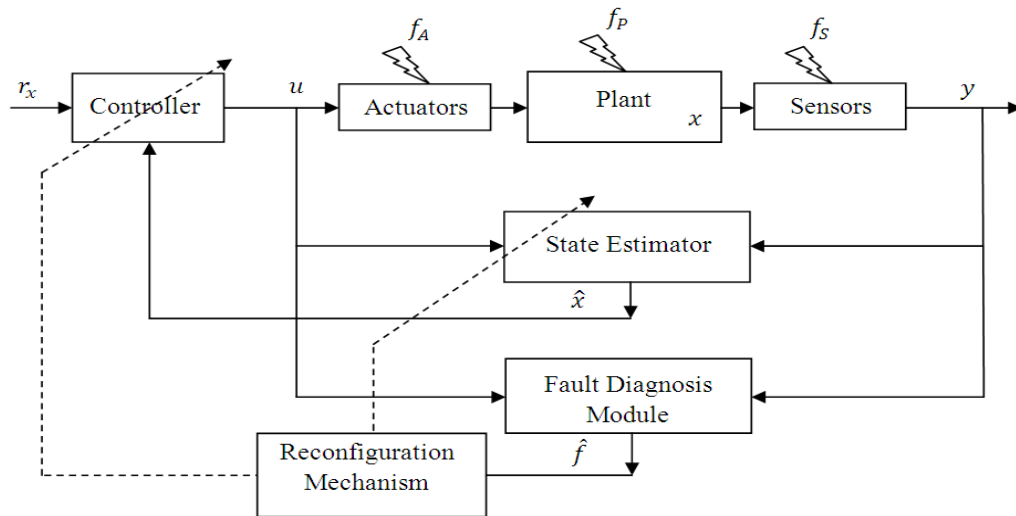 f_A
f_P
f_S
r_x
Controller
u
Actuators
Plant
x
Sensors
y
State Estimator
x̂
Fault Diagnosis
Module
f̂
Reconfiguration
Mechanism